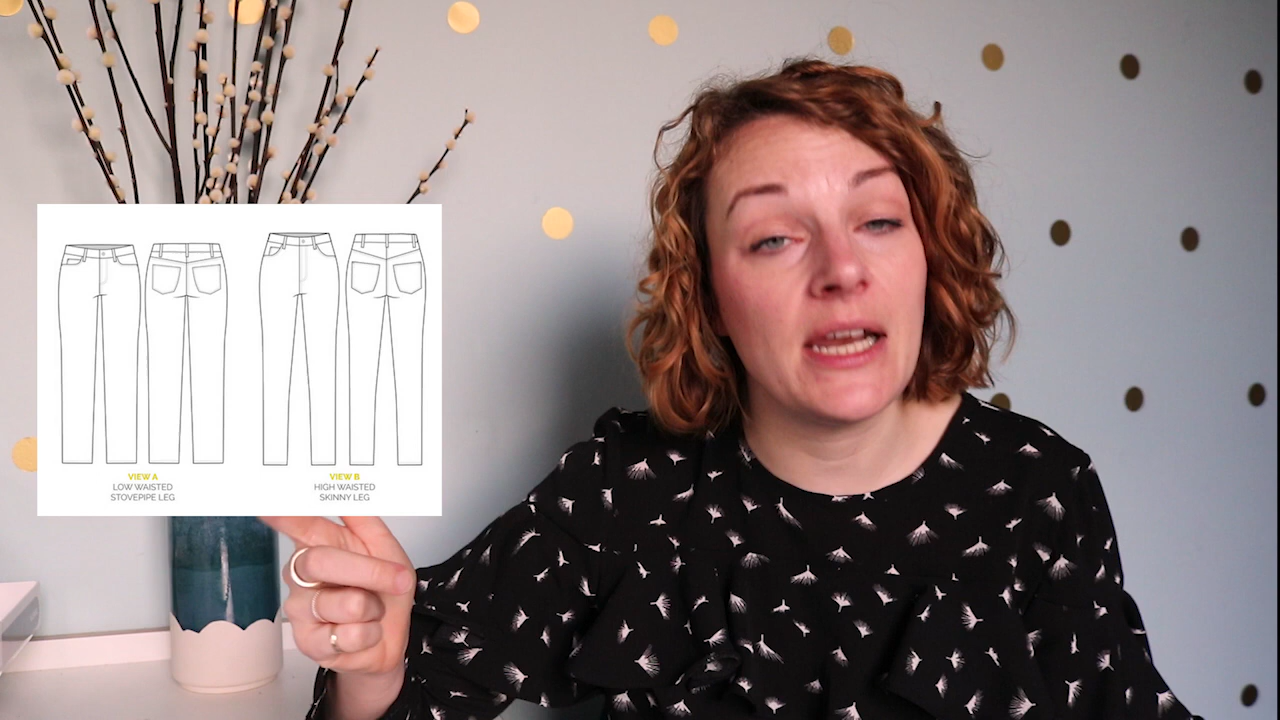 VIEW A
LOW WAISTED
STOVEPIPE LEG
VIEW B
HIGH WAISTED
SKINNY LEG